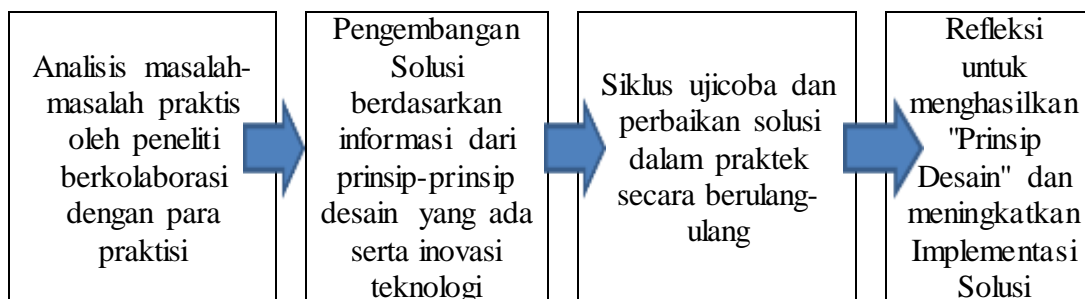 Analisis masalah-
masalah praktis
oleh peneliti
berkolaborasi
dengan para
praktisi
Pengembangan
Solusi
berdasarkan
informasi dari
prinsip-prinsip
desain yang ada
serta inovasi
teknologi
Siklus ujicoba dan
perbaikan solusi
dalam praktek
secara berulang-
ulang
Refleksi
untuk
menghasilkan
"Prinsip
Desain" dan
meningkatkan
Implementasi
Solusi